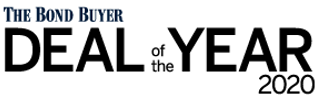 THE BOND BUYER
DEAL of the YEAR
2020